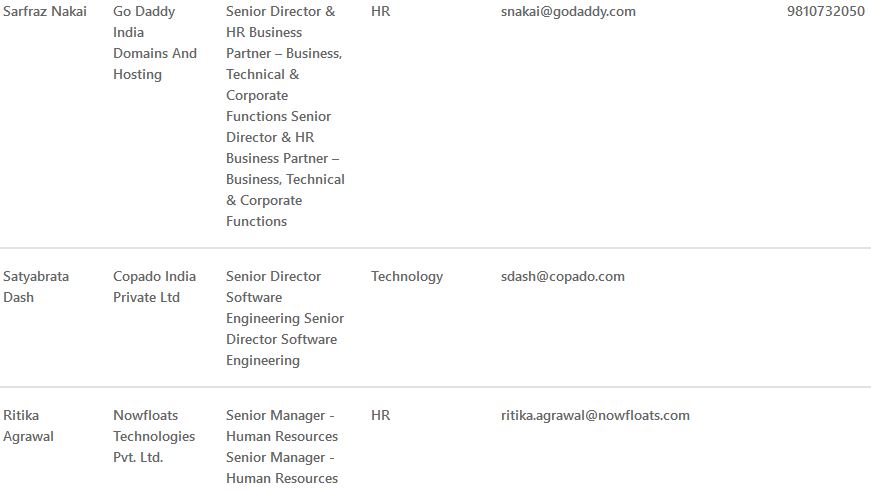 Sarfraz Nakai Go Daddy Senior Director & HR snakai@godaddy.com 9810732050
India HR Business
Domains And Partner – Business,
Hosting Technical &
Corporate
Functions Senior
Director & HR
Business Partner –
Business, Technical
& Corporate
Functions
Satyabrata Copado India Senior Director Technology sdash@copado.com
Dash Private Ltd Software
Engineering Senior
Director Software
Engineering
Ritika Nowfloats Senior Manager - HR ritika.agrawal@nowfloats.com
Agrawal Technologies Human Resources
Pvt. Ltd. Senior Manager -
Human Resources